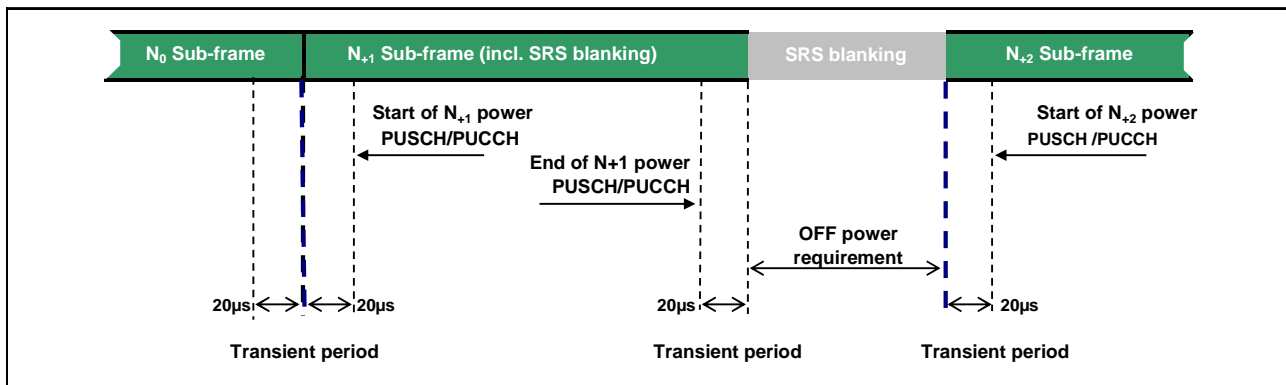 N₀ Sub-frame
N₊₁ Sub-frame (incl. SRS blanking)
SRS blanking
N₊₂ Sub-frame
Start of N₊₁ power
PUSCH/PUCCH
End of N+1 power
PUSCH/PUCCH
Start of N₊₂ power
PUSCH /PUCCH
OFF power
requirement
20µs
20µs
20µs
20µs
Transient period
Transient period
Transient period